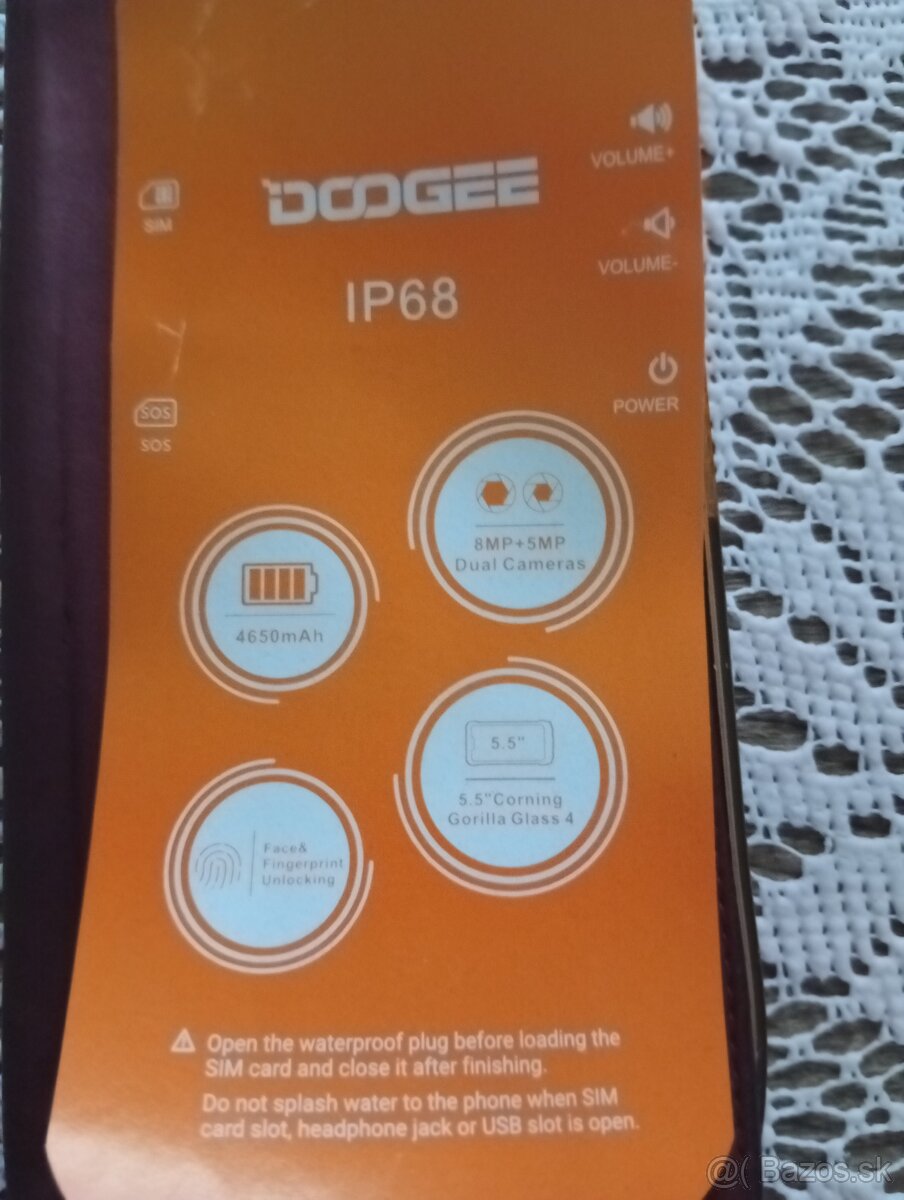 VOLUME+
DOOGEE
SIM
VOLUME-
IP68
POWER
SOS
SOS
8MP+5MP
Dual Cameras
4650mAh
5.5"
5.5"Corning
Gorilla Glass 4
Face&
Fingerprint
Unlocking
Open the waterproof plug before loading the
SIM card and close it after finishing.
Do not splash water to the phone when SIM
card slot, headphone jack or USB slot is open.
@( Bazos.sk